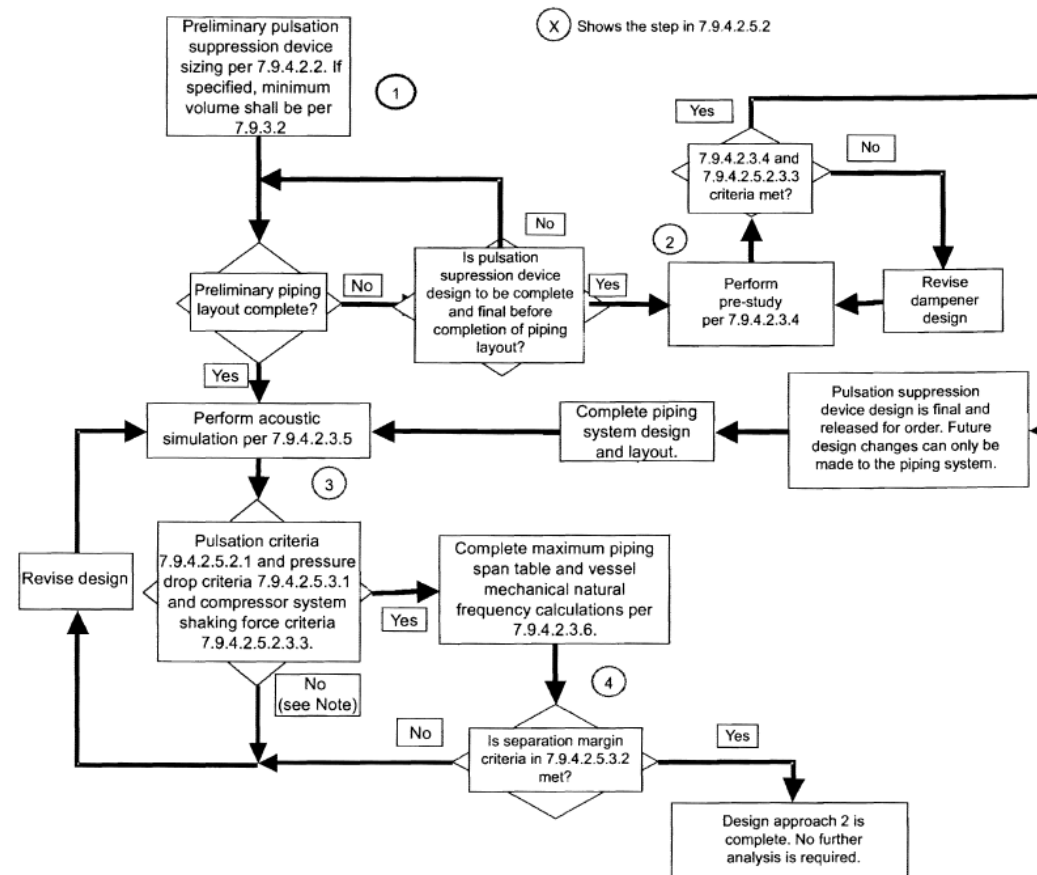 Preliminary pulsation
suppression device
sizing per 7.9.4.2.2. If
specified, minimum
volume shall be per
7.9.3.2
1
X Shows the step in 7.9.4.2.5.2
Yes
7.9.4.2.3.4 and
7.9.4.2.5.2.3.3
criteria met?
No
No
2
Preliminary piping
layout complete?
No
Is pulsation
supression device
design to be complete
and final before
completion of piping
layout?
Yes
Perform
pre-study
per 7.9.4.2.3.4
Revise
dampener
design
Yes
Perform acoustic
simulation per 7.9.4.2.3.5
Complete piping
system design
and layout.
Pulsation suppression
device design is final and
released for order. Future
design changes can only be
made to the piping system.
3
Revise design
Pulsation criteria
7.9.4.2.5.2.1 and pressure
drop criteria 7.9.4.2.5.3.1
and compressor system
shaking force criteria
7.9.4.2.5.2.3.3.
Yes
Complete maximum piping
span table and vessel
mechanical natural
frequency calculations per
7.9.4.2.3.6.
No
(see Note)
4
No
Is separation margin
criteria in 7.9.4.2.5.3.2
met?
Yes
Design approach 2 is
complete. No further
analysis is required.